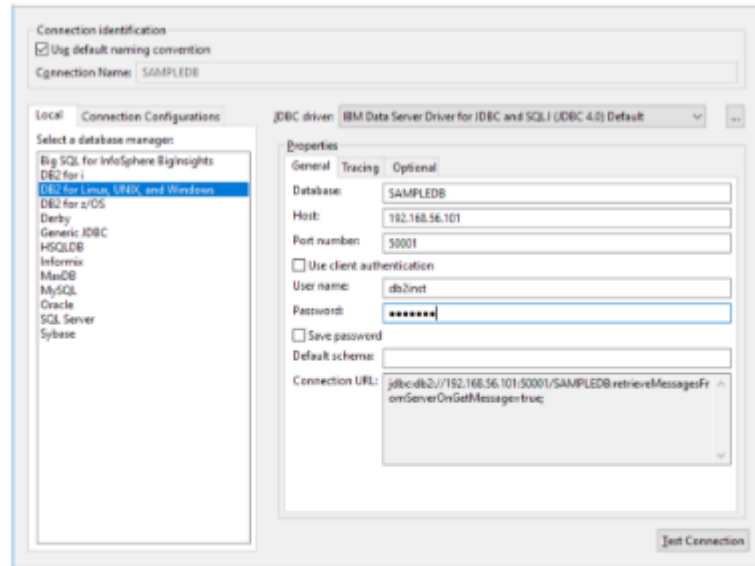 Connection identification
Use default naming convention
Connection Name: SAMPLEDB
Local Connection Configurations
Select a database manager:
Big SQL for InfoSphere BigInsights
DB2 for i
DB2 for Linux, UNIX, and Windows
DB2 for z/OS
Derby
Generic JDBC
HSQLDB
Informix
MaxDB
MySQL
Oracle
SQL Server
Sybase
JDBC driver: IBM Data Server Driver for JDBC and SQLJ (JDBC 4.0) Default
...
Properties
General Tracing Optional
Database: SAMPLEDB
Host: 192.168.56.101
Port number: 50001
Use client authentication
User name: db2inst
Password: •••••••
Save password
Default schema:
Connection URL: jdbc:db2://192.168.56.101:50001/SAMPLEDB:retrieveMessagesFr
omServerOnGetMessage=true;
Test Connection